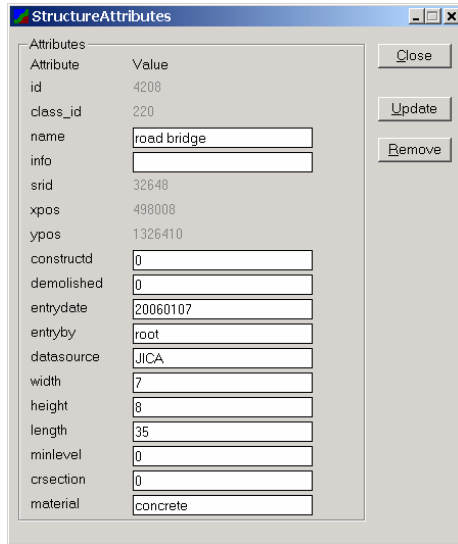 StructureAttributes
Attributes
Attribute Value
Close
id 4208
class_id 220
Update
name road bridge
Remove
info
srid 32648
xpos 498008
ypos 1326410
constructd 0
demolished 0
entrydate 20060107
entryby root
datasource JICA
width 7
height 8
length 35
minlevel 0
crsection 0
material concrete